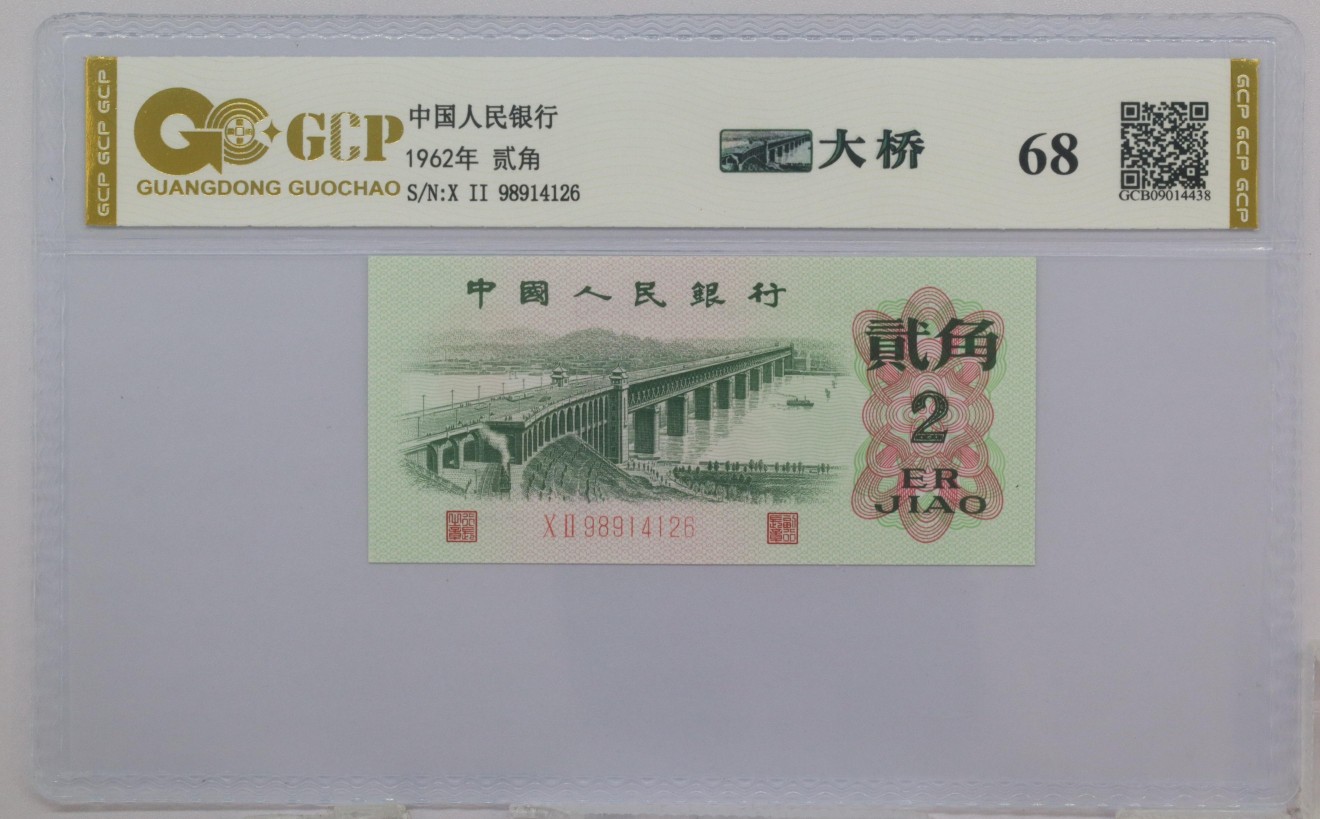 GCP GCP GCP
GCP
GUANGDONG GUOCHAO
中国人民银行
1962年 贰角
S/N:X II 98914126
大桥
68
GCB09014438
GCP GCP GCP
中國人民銀行
貳角
2
ER
JIAO
X II 98914126